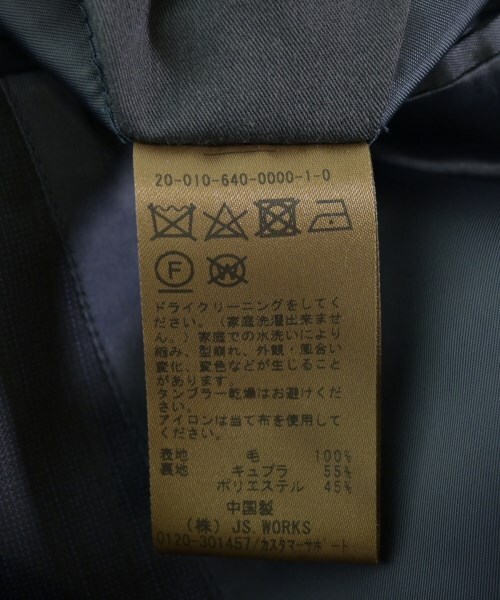 20-010-640-0000-1-0
F W
ドライクリーニングをしてく
ださい。（家庭洗濯出来ませ
ん。）家庭での水洗いにより
縮み、型崩れ、外観・風合い
変化、変色などが生じること
があります。
タンブラー乾燥はお避けくだ
さい。
アイロンは当て布を使用して
ください。
表地 毛 100%
裏地 キュプラ 55%
ポリエステル 45%
中国製
（株）JS.WORKS
0120-301457/カスタマーサポート